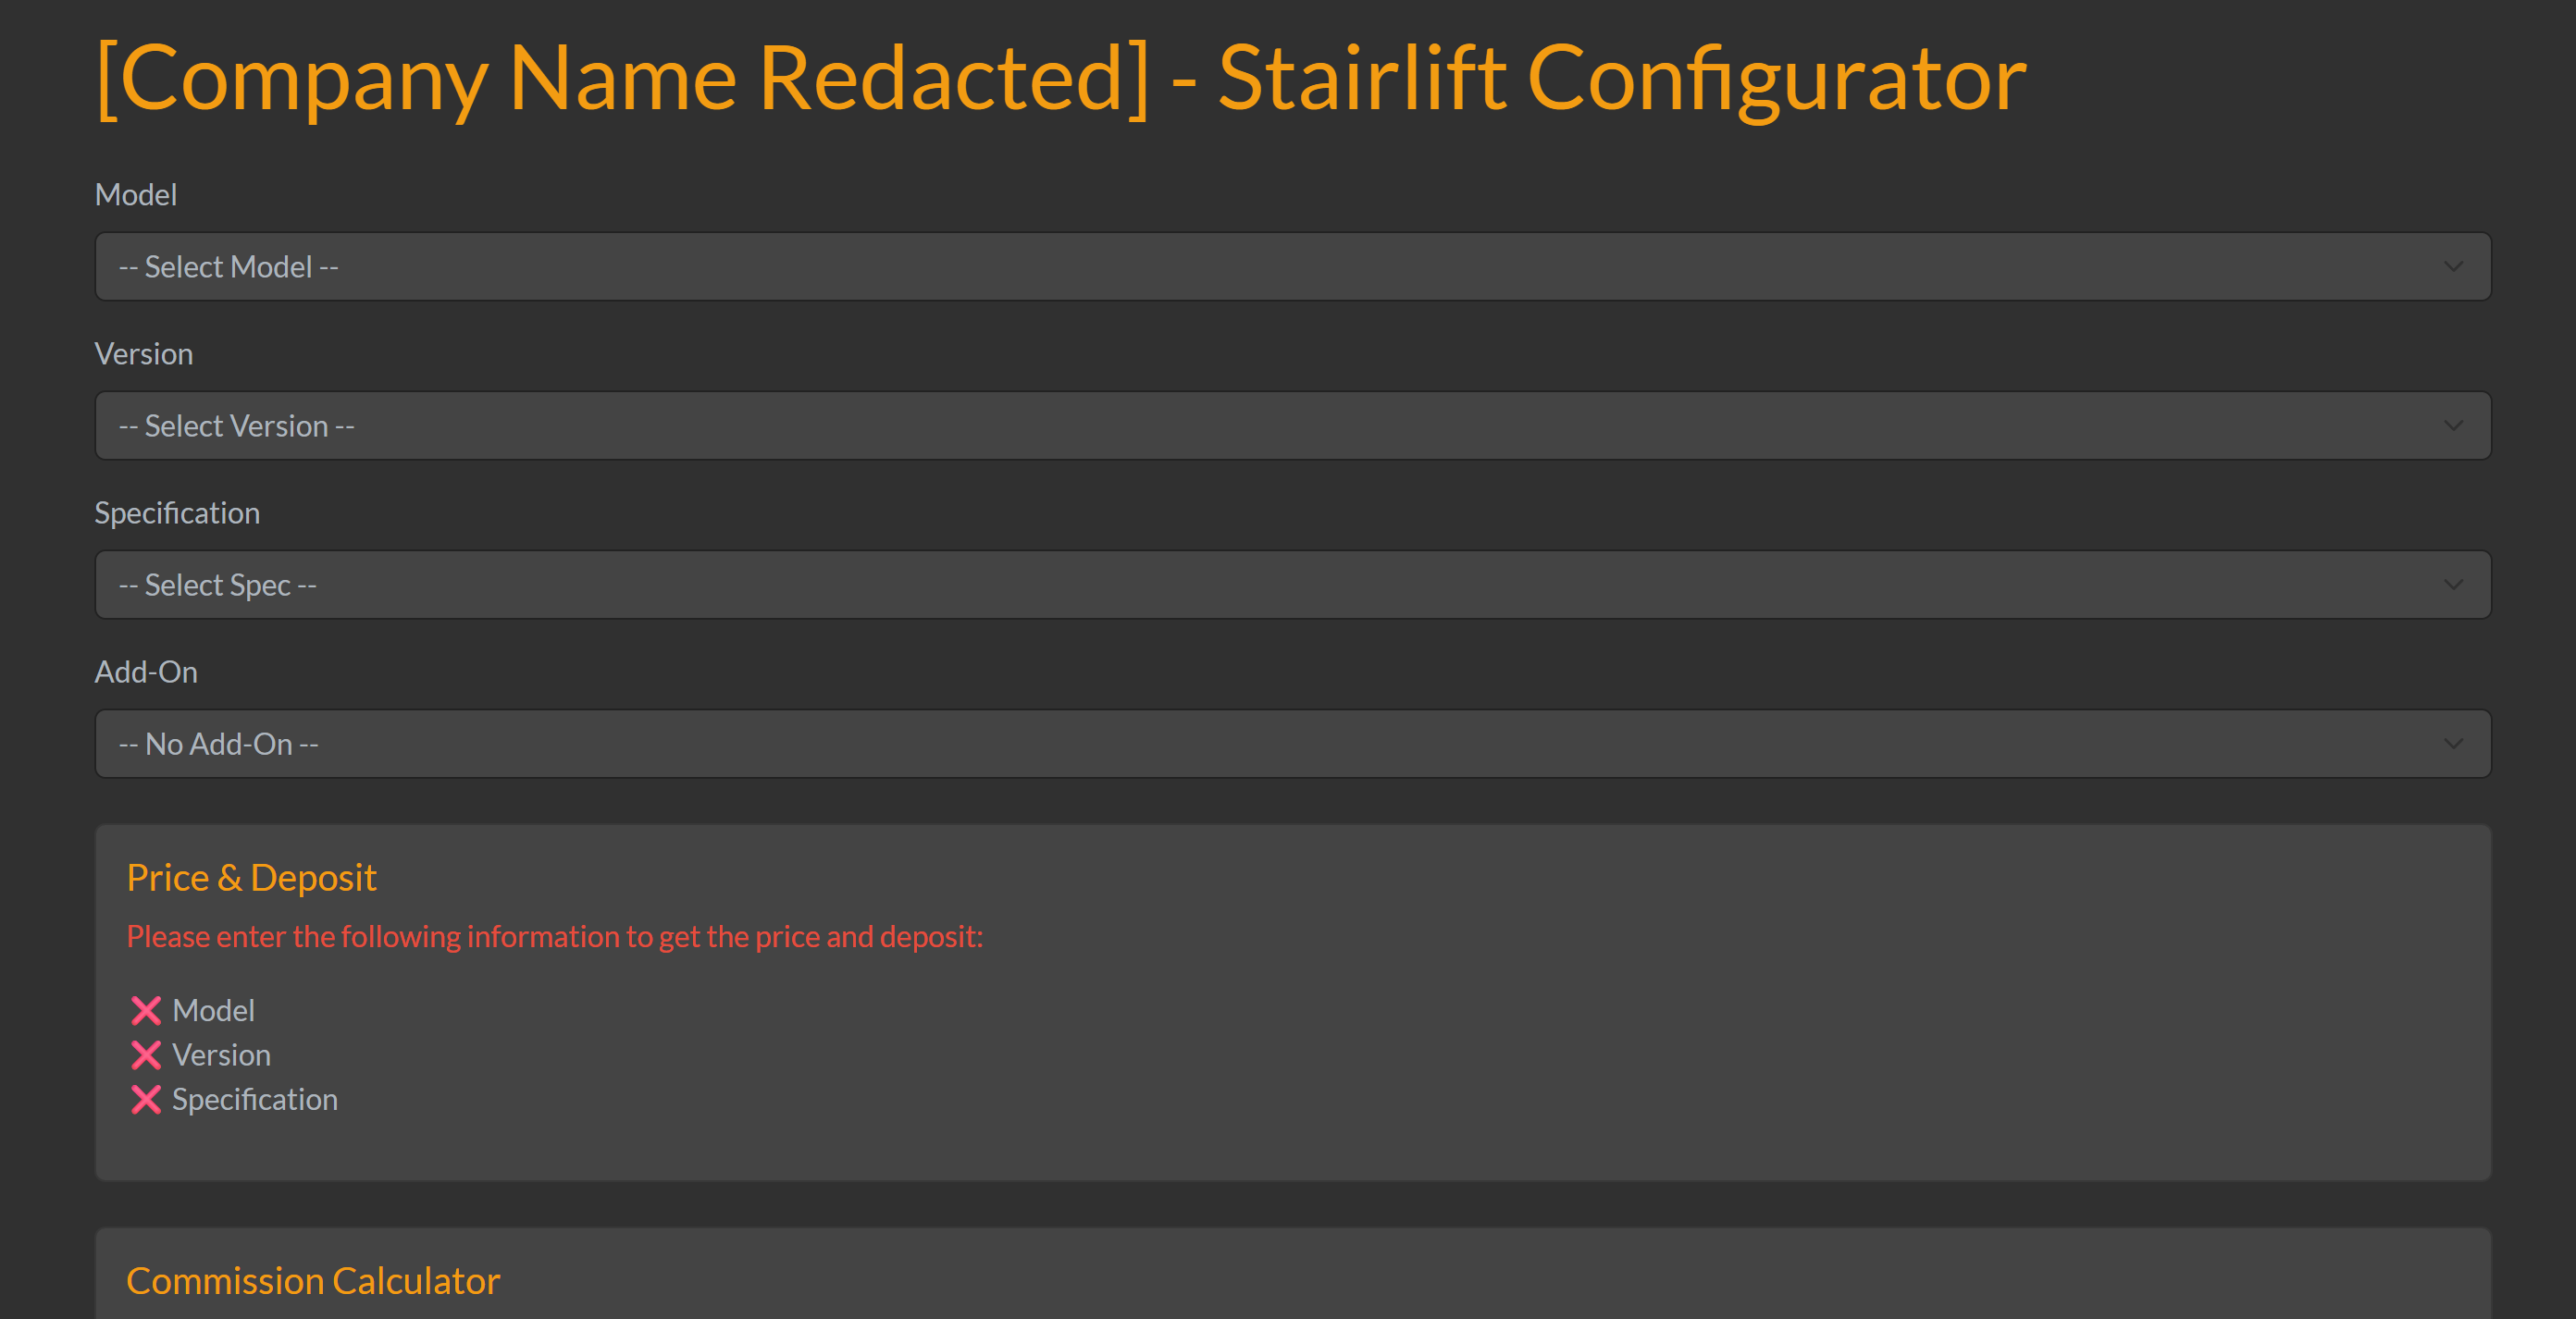 [Company Name Redacted] - Stairlift Configurator
Model
-- Select Model --
Version
-- Select Version --
Specification
-- Select Spec --
Add-On
-- No Add-On --
Price & Deposit
Please enter the following information to get the price and deposit:
❌ Model
❌ Version
❌ Specification
Commission Calculator